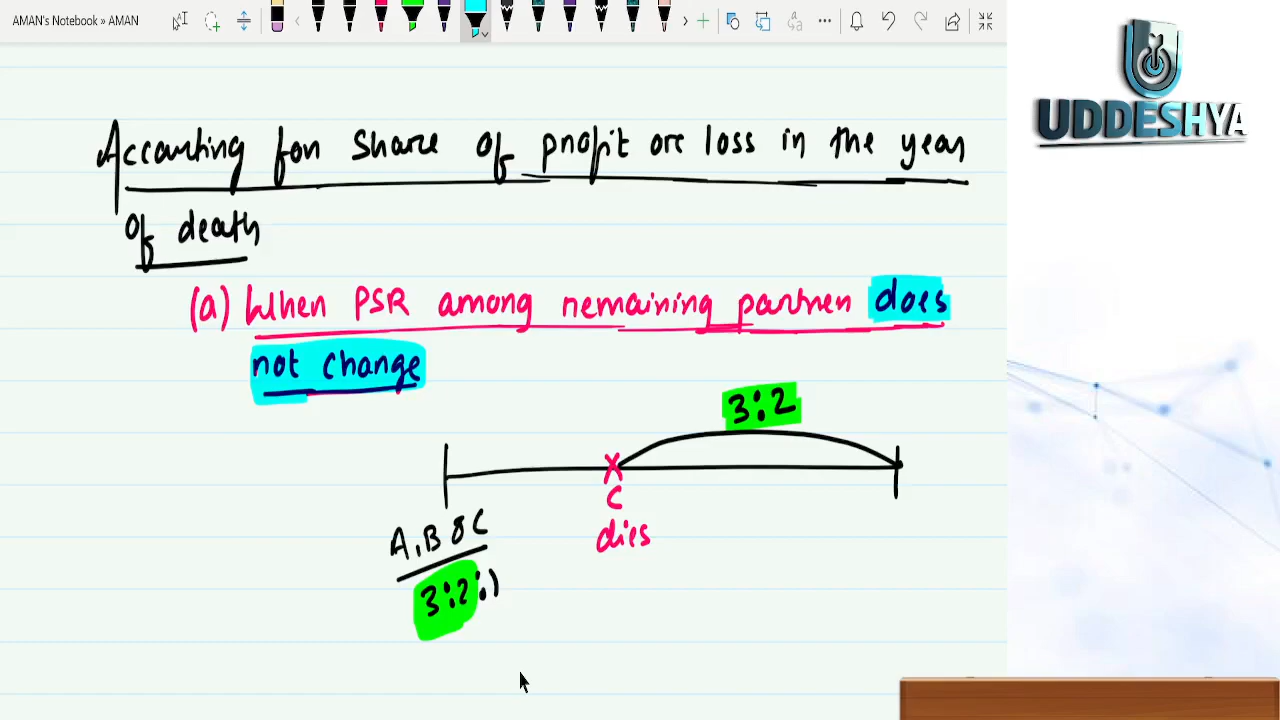 AMAN's Notebook » AMAN
UDDESHYA
Accounting for Share of profit or loss in the year
of death
(a) When PSR among remaining partner does
not change
3:2
C
dies
A, B & C
3:2:1